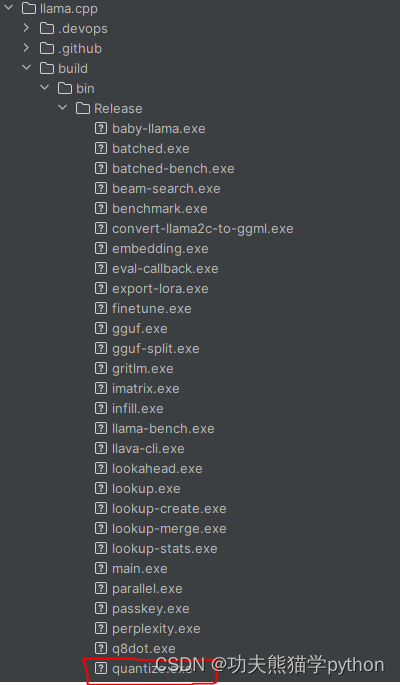 llama.cpp
.devops
.github
build
bin
Release
baby-llama.exe
batched.exe
batched-bench.exe
beam-search.exe
benchmark.exe
convert-llama2c-to-ggml.exe
embedding.exe
eval-callback.exe
export-lora.exe
finetune.exe
gguf.exe
gguf-split.exe
gritlm.exe
imatrix.exe
infill.exe
llama-bench.exe
llava-cli.exe
lookahead.exe
lookup.exe
lookup-create.exe
lookup-merge.exe
lookup-stats.exe
main.exe
parallel.exe
passkey.exe
perplexity.exe
q8dot.exe
quantize.exe
CSDN @功夫熊猫学python